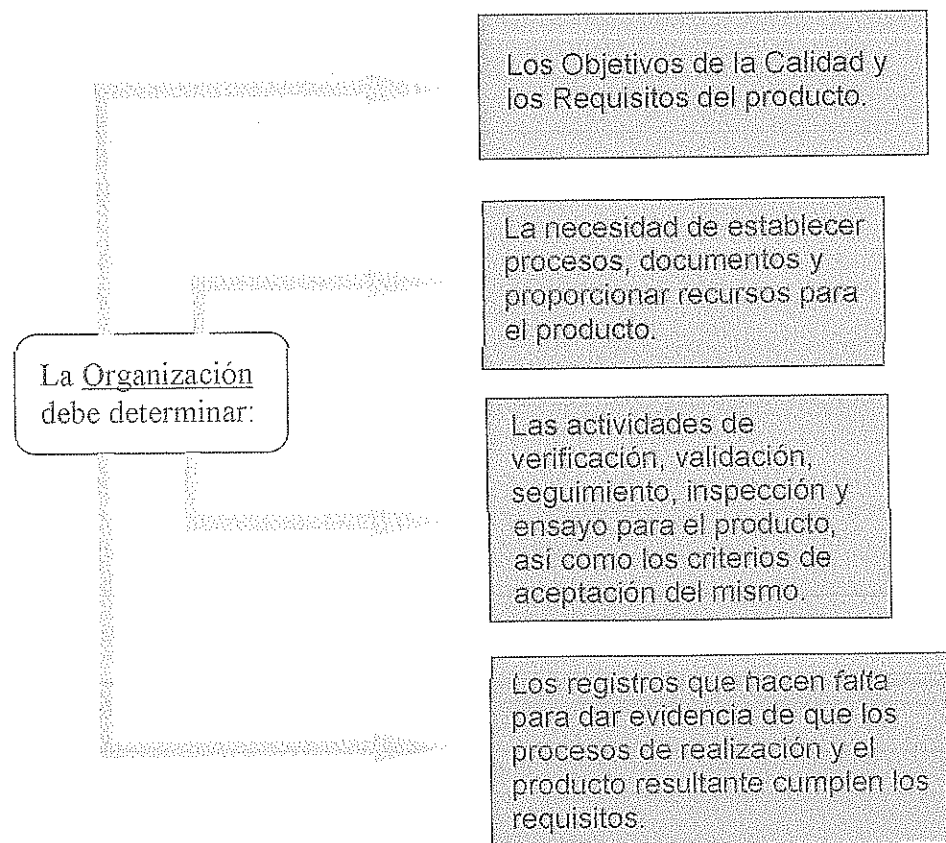 Los Objetivos de la Calidad y
los Requisitos del producto.
La necesidad de establecer
procesos, documentos y
proporcionar recursos para
el producto.
La Organización
debe determinar:
Las actividades de
verificación, validación,
seguimiento, inspección y
ensayo para el producto,
así como los criterios de
aceptación del mismo.
Los registros que hacen falta
para dar evidencia de que los
procesos de realización y el
producto resultante cumplen los
requisitos.